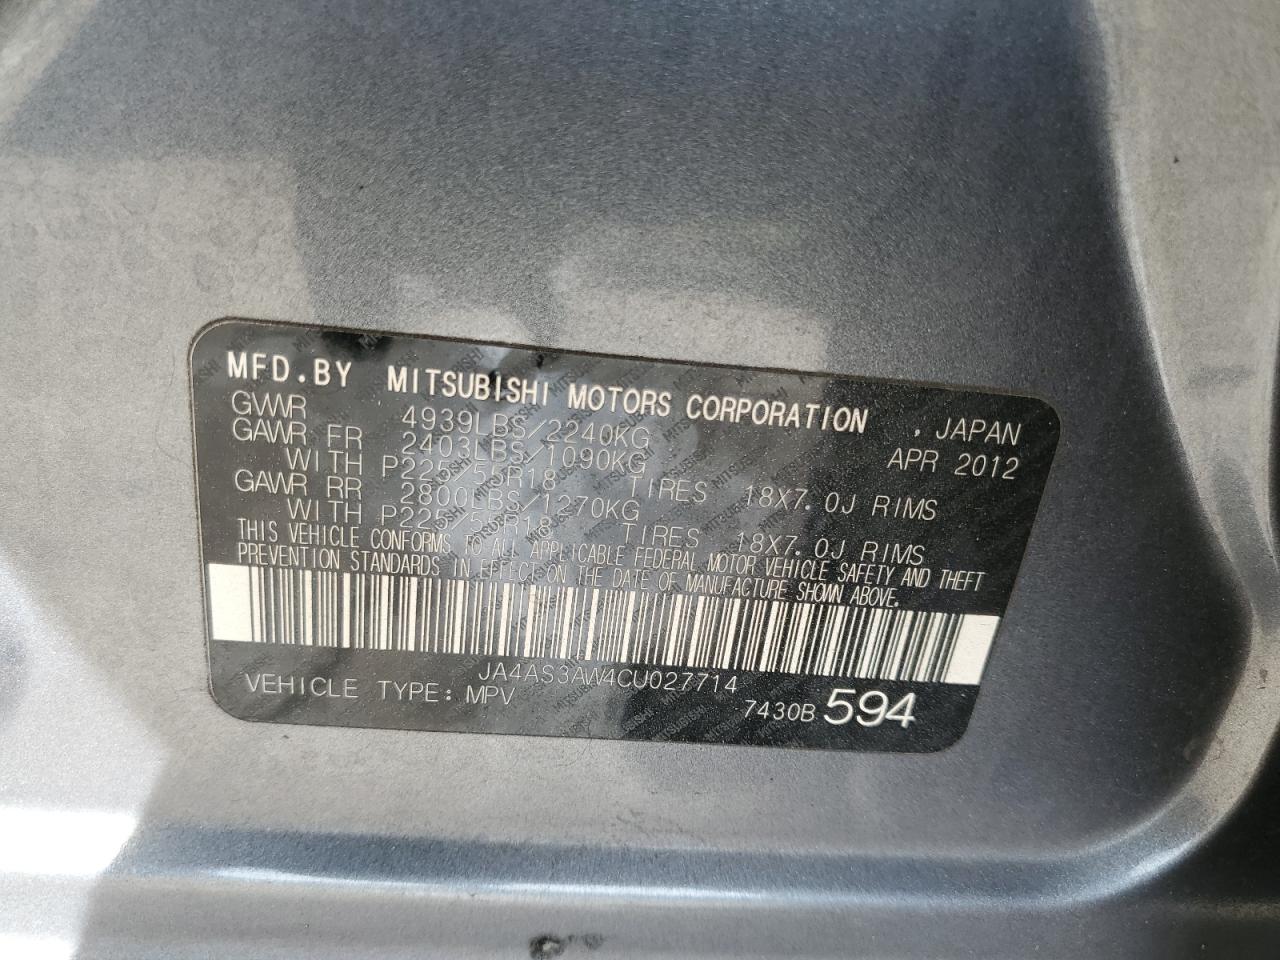 MFD.BY MITSUBISHI MOTORS CORPORATION , JAPAN
GVWR 4939LBS/2240KG APR 2012
GAWR FR 2403LBS/1090KG
WITH P225/55R18 TIRES 18X7.0J RIMS
GAWR RR 2800LBS/1270KG
WITH P225/55R18 TIRES 18X7.0J RIMS
THIS VEHICLE CONFORMS TO ALL APPLICABLE FEDERAL MOTOR VEHICLE SAFETY AND THEFT
PREVENTION STANDARDS IN EFFECT ON THE DATE OF MANUFACTURE SHOWN ABOVE.
JA4AS3AW4CU027714
VEHICLE TYPE: MPV
7430B 594